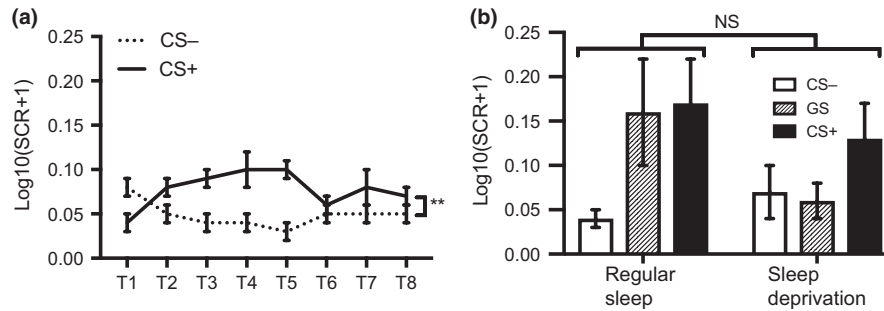 (a)
CS–
CS+
Log10(SCR+1)
0.25
0.20
0.15
0.10
0.05
0.00
**
T1 T2 T3 T4 T5 T6 T7 T8
(b)
NS
Log10(SCR+1)
0.25
0.20
0.15
0.10
0.05
0.00
CS–
GS
CS+
Regular
sleep
Sleep
deprivation